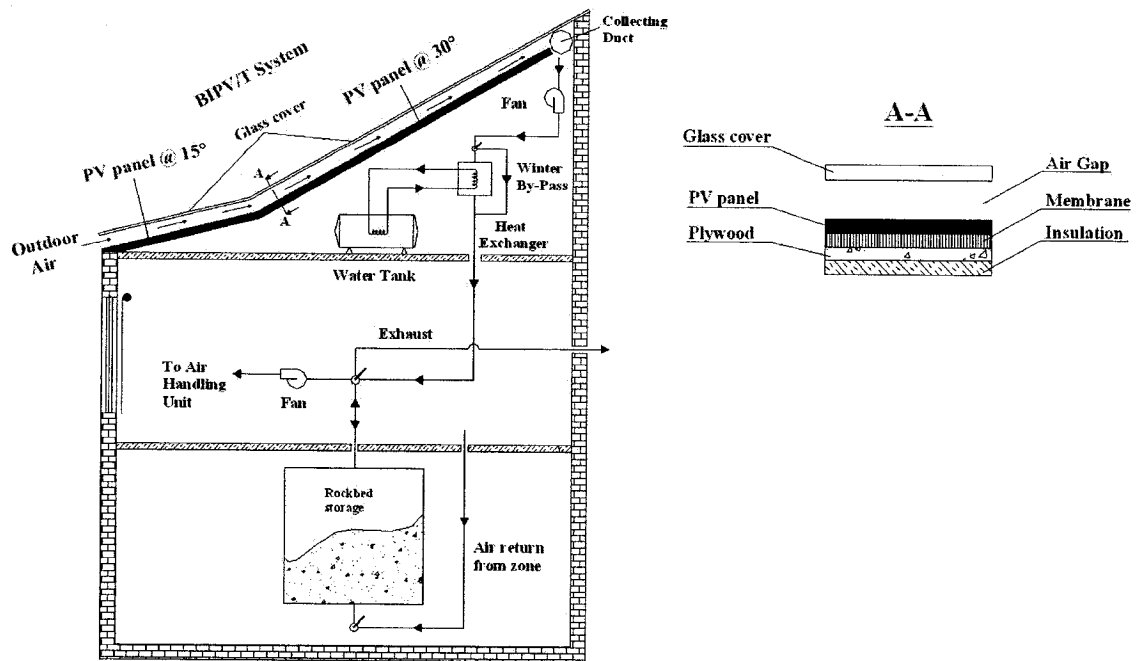 Collecting
Duct
BIPV/T System
PV panel @ 30°
Glass cover
Fan
PV panel @ 15°
A
A
Winter
By-Pass
Outdoor
Air
Heat
Exchanger
Water Tank
Exhaust
To Air
Handling
Unit
Fan
Rockbed
storage
Air return
from zone
A-A
Glass cover
Air Gap
PV panel
Membrane
Plywood
Insulation